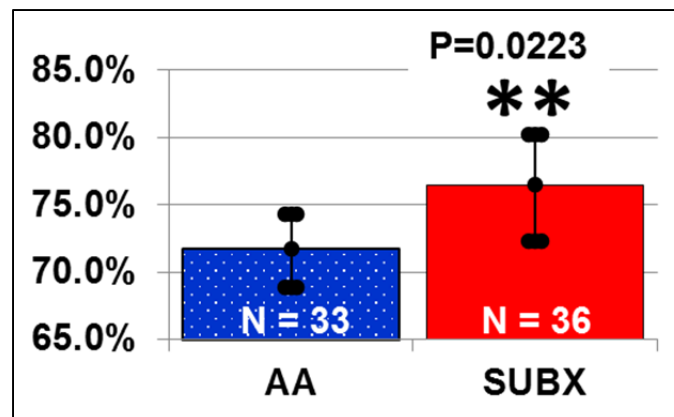 P=0.0223
**
85.0%
80.0%
75.0%
70.0%
65.0%
N = 33
N = 36
AA
SUBX